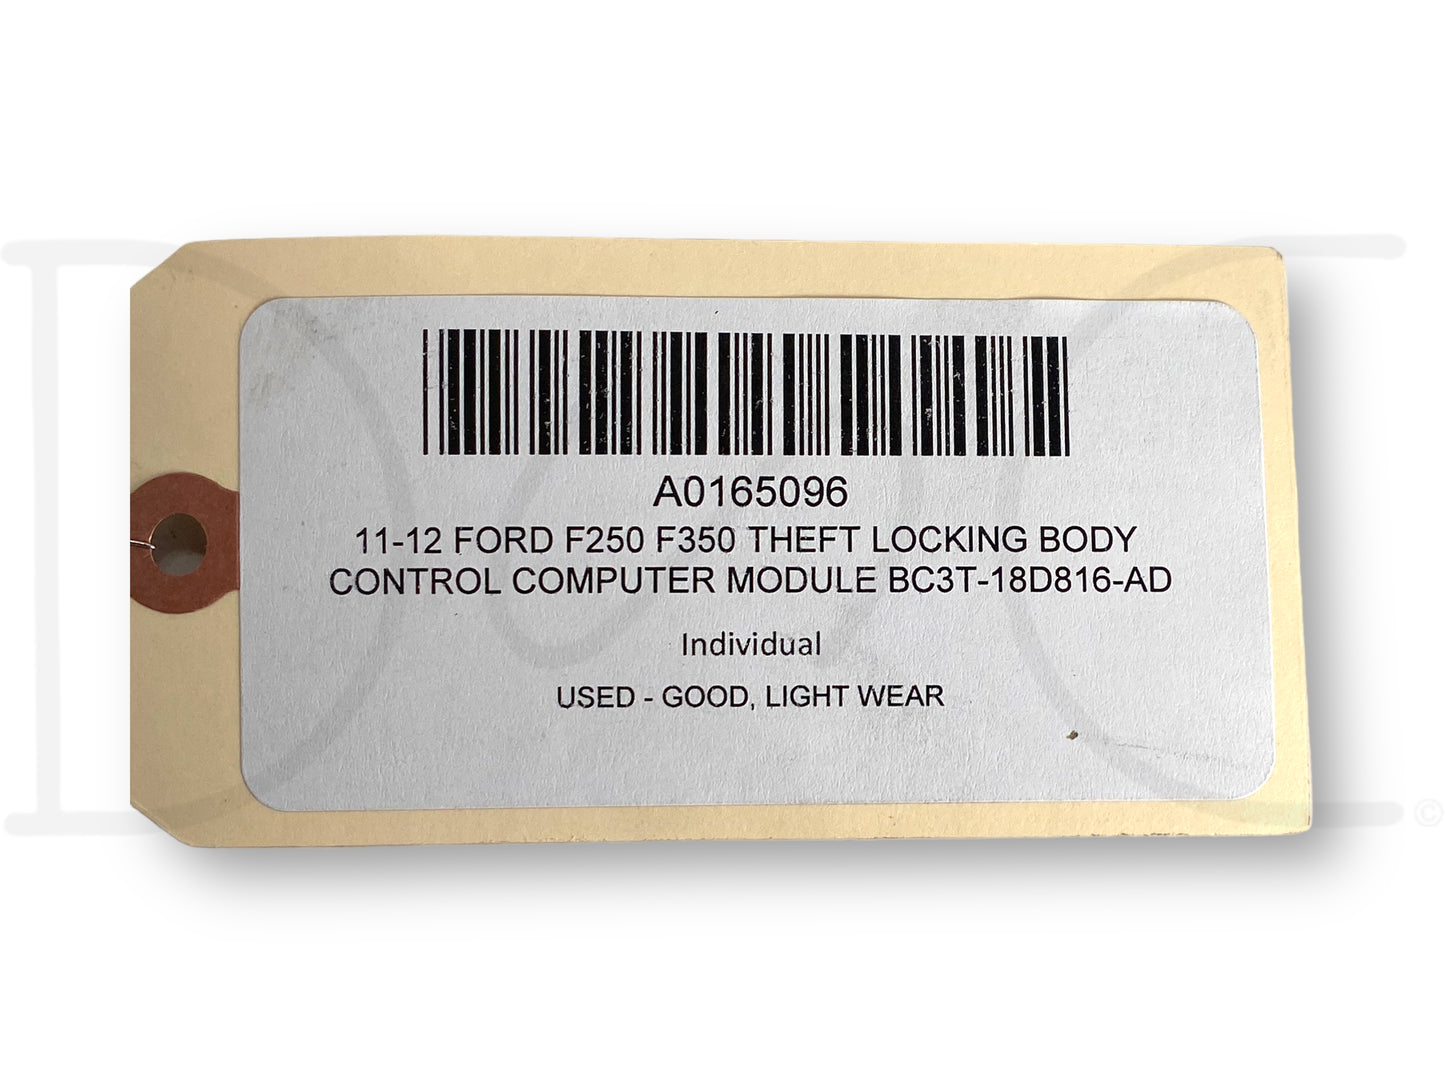 A0165096
11-12 FORD F250 F350 THEFT LOCKING BODY
CONTROL COMPUTER MODULE BC3T-18D816-AD
Individual
USED - GOOD, LIGHT WEAR
©